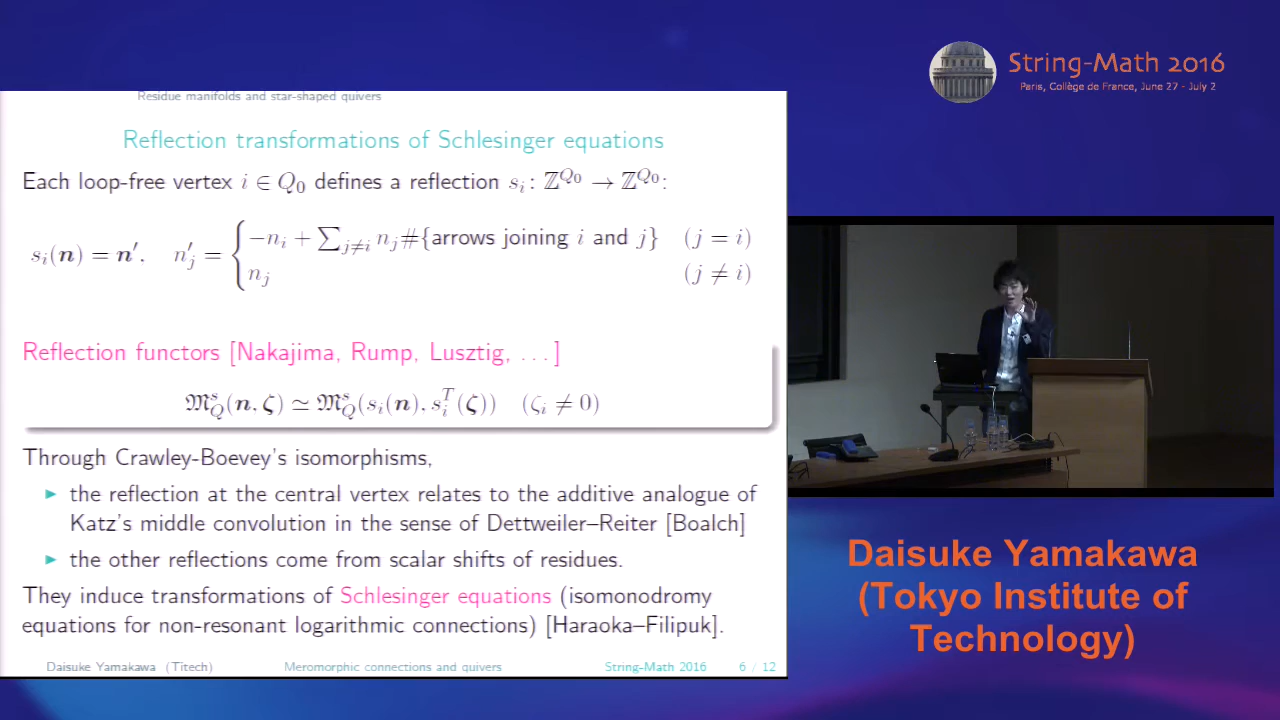 String-Math 2016
Paris, Collège de France, June 27 - July 2
Residue manifolds and star-shaped quivers
Reflection transformations of Schlesinger equations
Each loop-free vertex i ∈ Q₀ defines a reflection sᵢ: ℤ^{Q₀} → ℤ^{Q₀}:
sᵢ(n) = n′. n′ⱼ = { −nᵢ + ∑_{j≠i} nⱼ#{arrows joining i and j} (j = i)
nⱼ (j ≠ i)
Reflection functors [Nakajima, Rump, Lusztig, ...]
𝔐ˢ_Q(n, ζ) ≃ 𝔐ˢ_Q(sᵢ(n), sᵢᵀ(ζ)) (ζᵢ ≠ 0)
Through Crawley-Boevey's isomorphisms,
► the reflection at the central vertex relates to the additive analogue of
Katz's middle convolution in the sense of Dettweiler–Reiter [Boalch]
► the other reflections come from scalar shifts of residues.
They induce transformations of Schlesinger equations (isomonodromy
equations for non-resonant logarithmic connections) [Haraoka–Filipuk].
Daisuke Yamakawa (Titech) Meromorphic connections and quivers String-Math 2016 6 / 12
Daisuke Yamakawa
(Tokyo Institute of
Technology)